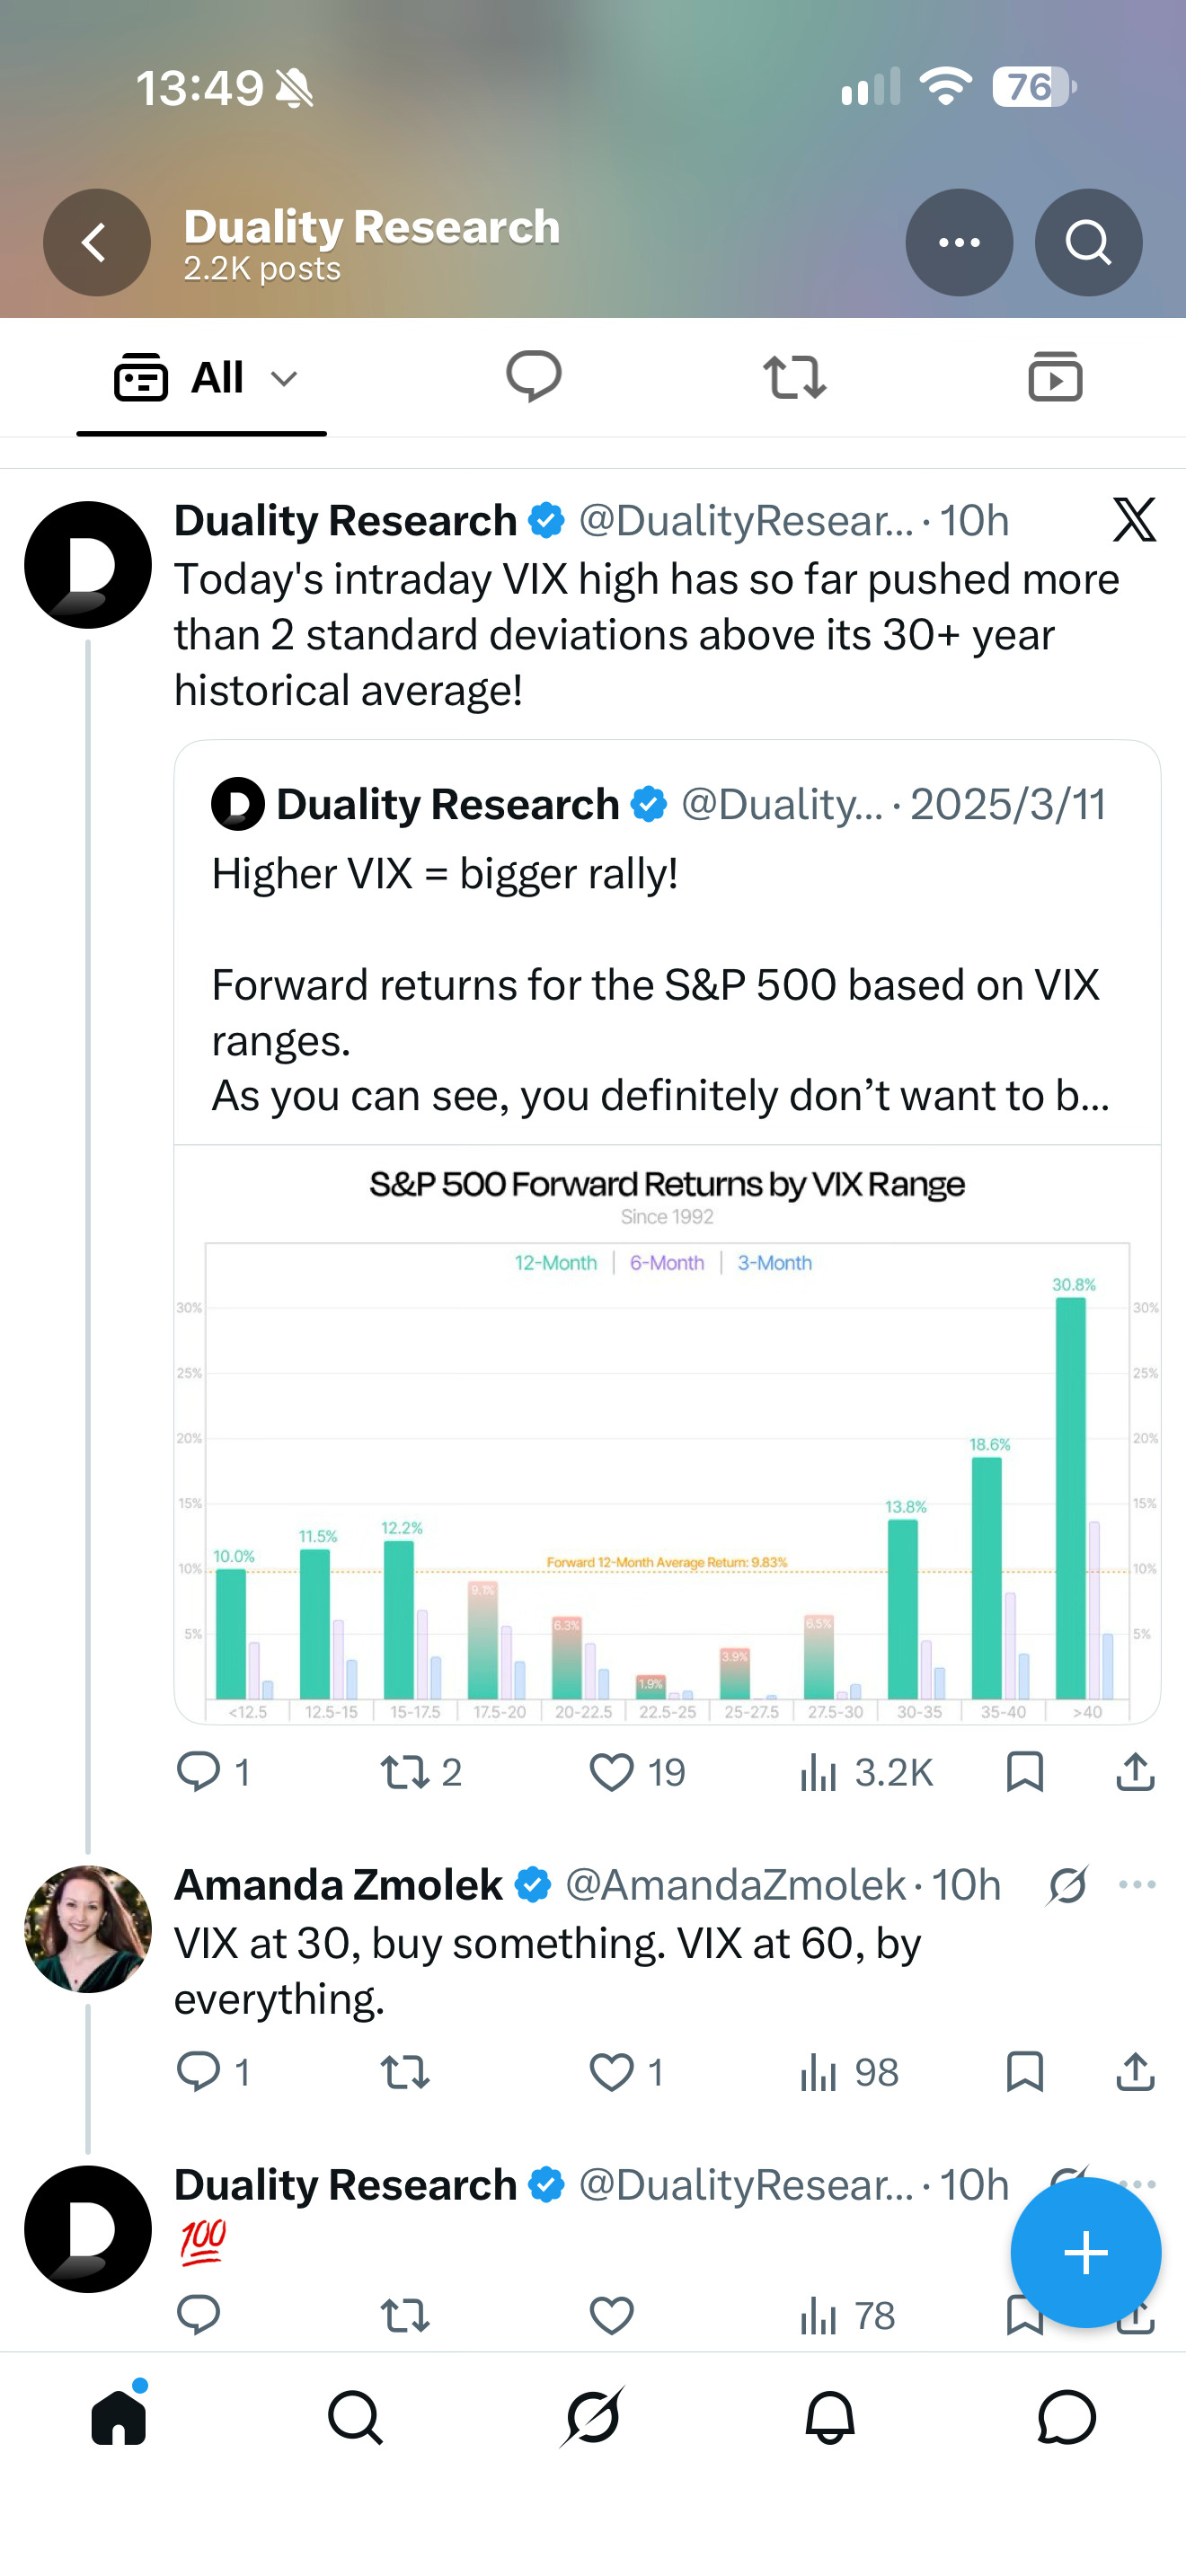 13:49
76
Duality Research
2.2K posts
All
Duality Research @DualityResear... · 10h
Today's intraday VIX high has so far pushed more
than 2 standard deviations above its 30+ year
historical average!
Duality Research @Duality... · 2025/3/11
Higher VIX = bigger rally!
Forward returns for the S&P 500 based on VIX
ranges.
As you can see, you definitely don’t want to b...
S&P 500 Forward Returns by VIX Range
Since 1992
12-Month | 6-Month | 3-Month
30.8%
30% 30%
25% 25%
18.6%
20% 20%
13.8%
15% 15%
10.0% 11.5% 12.2%
Forward 12-Month Average Return: 9.83%
10% 10%
9.1% 6.3% 1.9% 3.9% 6.5%
5% 5%
<12.5 12.5-15 15-17.5 17.5-20 20-22.5 22.5-25 25-27.5 27.5-30 30-35 35-40 >40
1 2 19 3.2K
Amanda Zmolek @AmandaZmolek · 10h
VIX at 30, buy something. VIX at 60, by
everything.
1 1 98
Duality Research @DualityResear... · 10h
💯
78